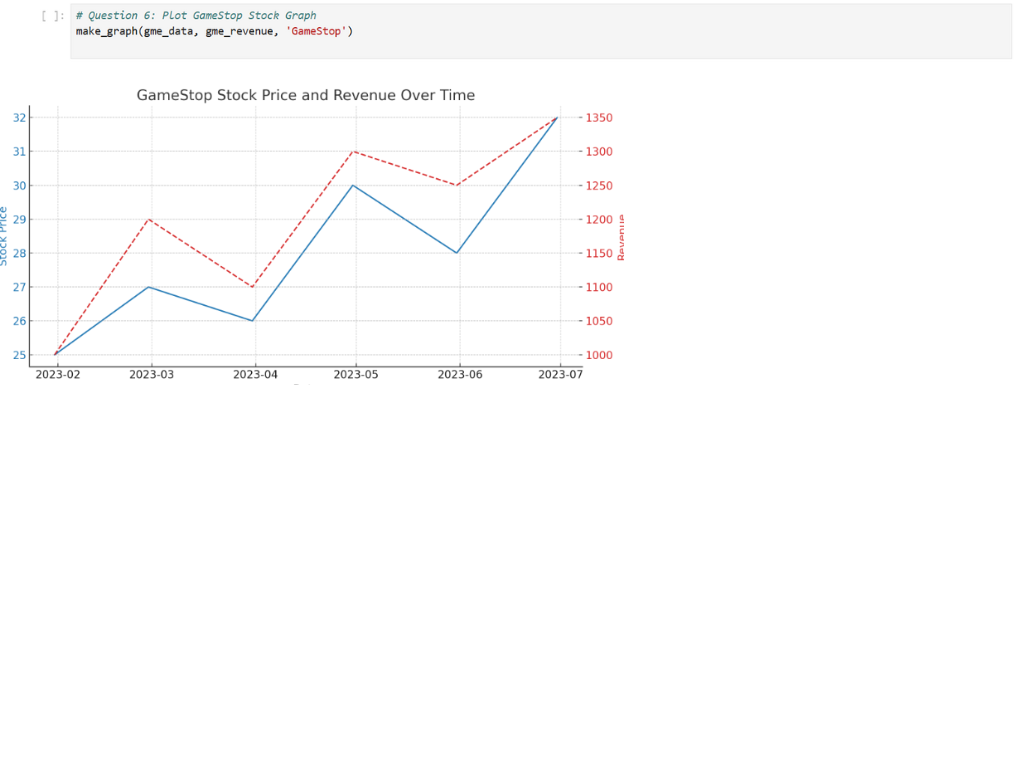 [ ]: # Question 6: Plot GameStop Stock Graph
make_graph(gme_data, gme_revenue, 'GameStop')
GameStop Stock Price and Revenue Over Time
32
31
30
29
28
27
26
25
Stock Price
1350
1300
1250
1200
1150
1100
1050
1000
Revenue
2023-02 2023-03 2023-04 2023-05 2023-06 2023-07